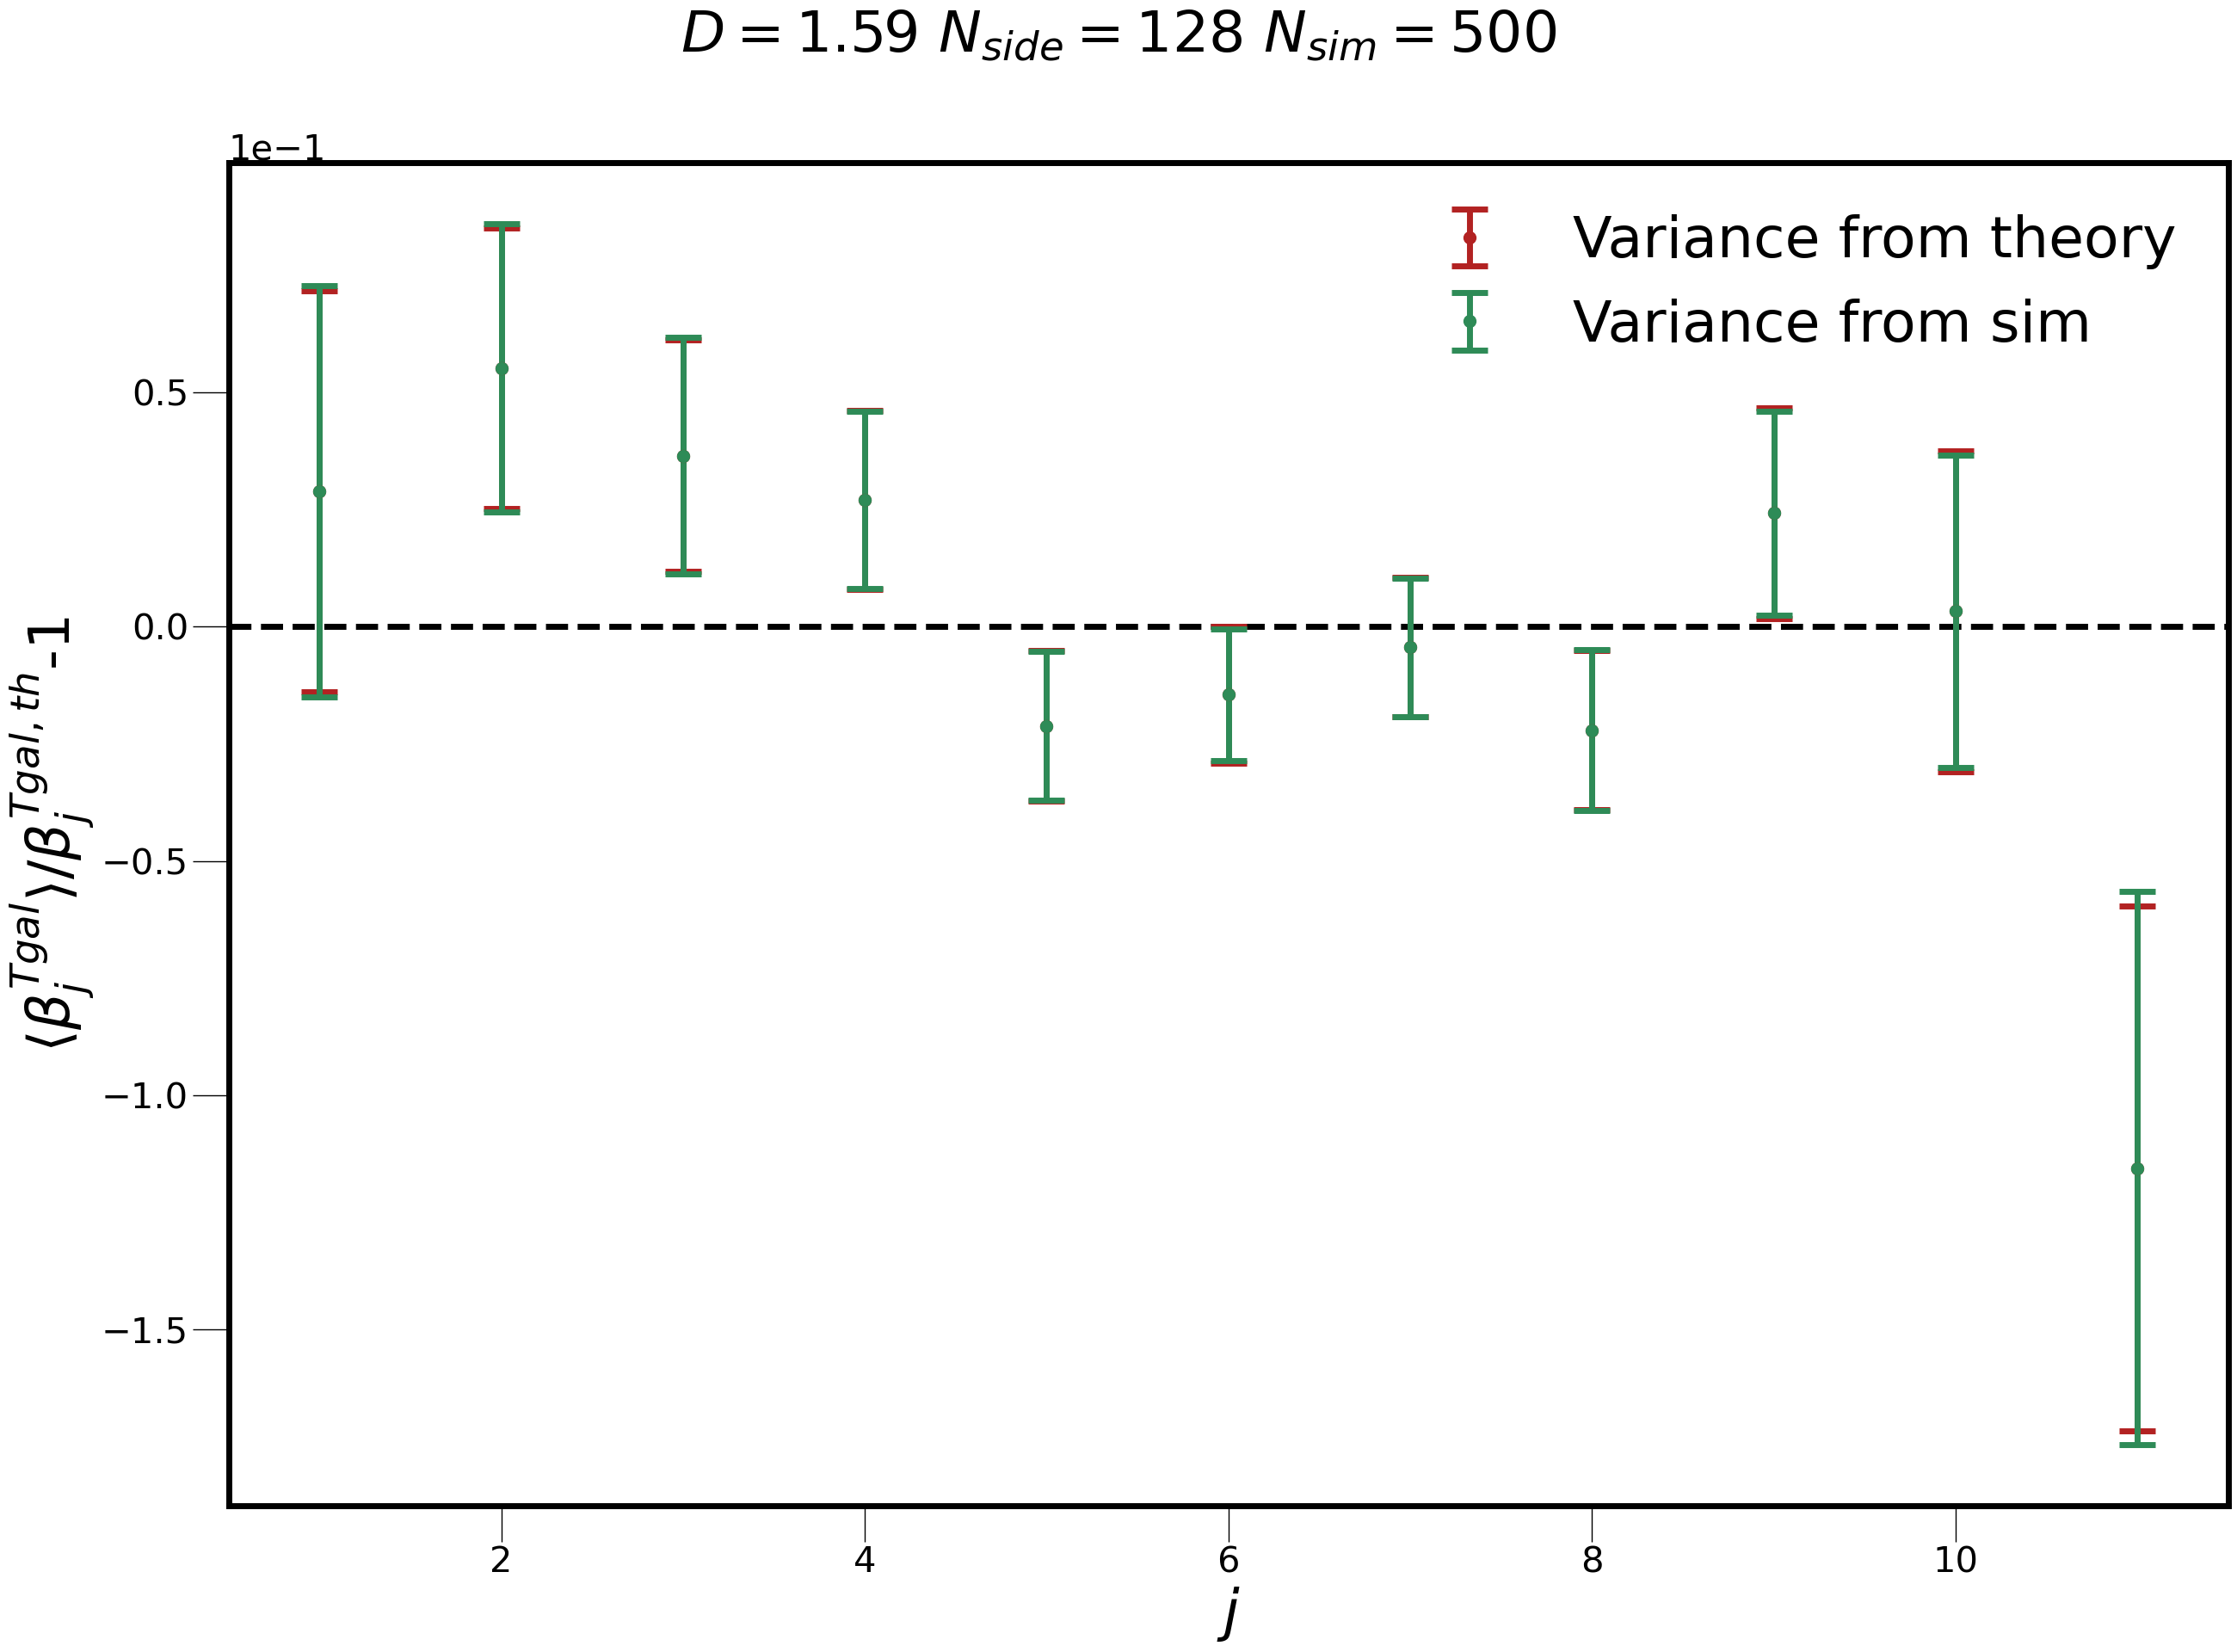 D = 1.59 N_side = 128 N_sim = 500
1e−1
Variance from theory
Variance from sim
0.5
0.0
−0.5
−1.0
−1.5
⟨β_j^{Tgal}⟩/β_j^{Tgal,th}-1
2 4 6 8 10
j